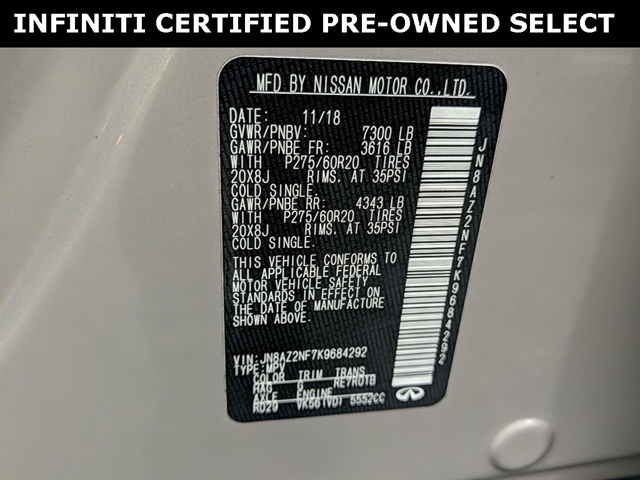 INFINITI CERTIFIED PRE-OWNED SELECT
MFD BY NISSAN MOTOR CO.,LTD.
DATE: 11/18
GVWR/PNBV: 7300 LB
GAWR/PNBE FR: 3616 LB
WITH P275/60R20 TIRES
20X8J RIMS. AT 35PSI
COLD SINGLE.
GAWR/PNBE RR: 4343 LB
WITH P275/60R20 TIRES
20X8J RIMS. AT 35PSI
COLD SINGLE.
THIS VEHICLE CONFORMS TO
ALL APPLICABLE FEDERAL
MOTOR VEHICLE SAFETY
STANDARDS IN EFFECT ON
THE DATE OF MANUFACTURE
SHOWN ABOVE.
VIN:JN8AZ2NF7K9684292
TYPE:MPV
COLOR TRIM TRANS
HAG G RE7R01B
AXLE ENGINE
RD29 VK56(VD) 5552CC
JN8AZ2NF7K9684292